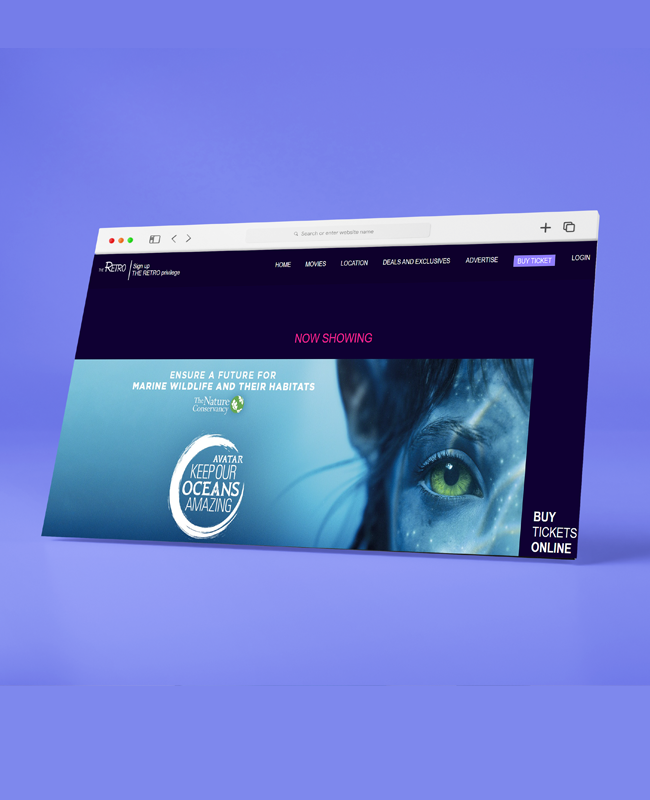 Search or enter website name
THE RETRO
Sign up
THE RETRO privilege
HOME MOVIES LOCATION DEALS AND EXCLUSIVES ADVERTISE BUY TICKET LOGIN
NOW SHOWING
ENSURE A FUTURE FOR
MARINE WILDLIFE AND THEIR HABITATS
The Nature
Conservancy
AVATAR
KEEP OUR
OCEANS
AMAZING
BUY
TICKETS
ONLINE